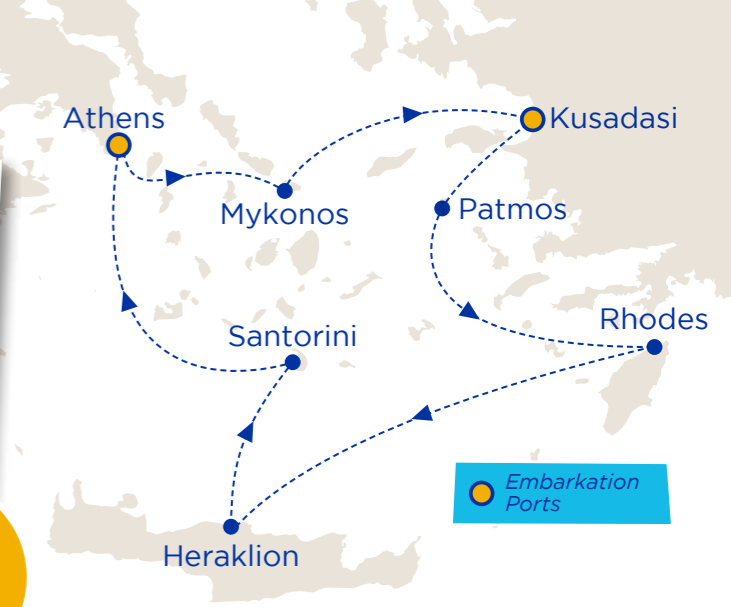 Athens
Kusadasi
Mykonos
Patmos
Rhodes
Santorini
Embarkation
Ports
Heraklion